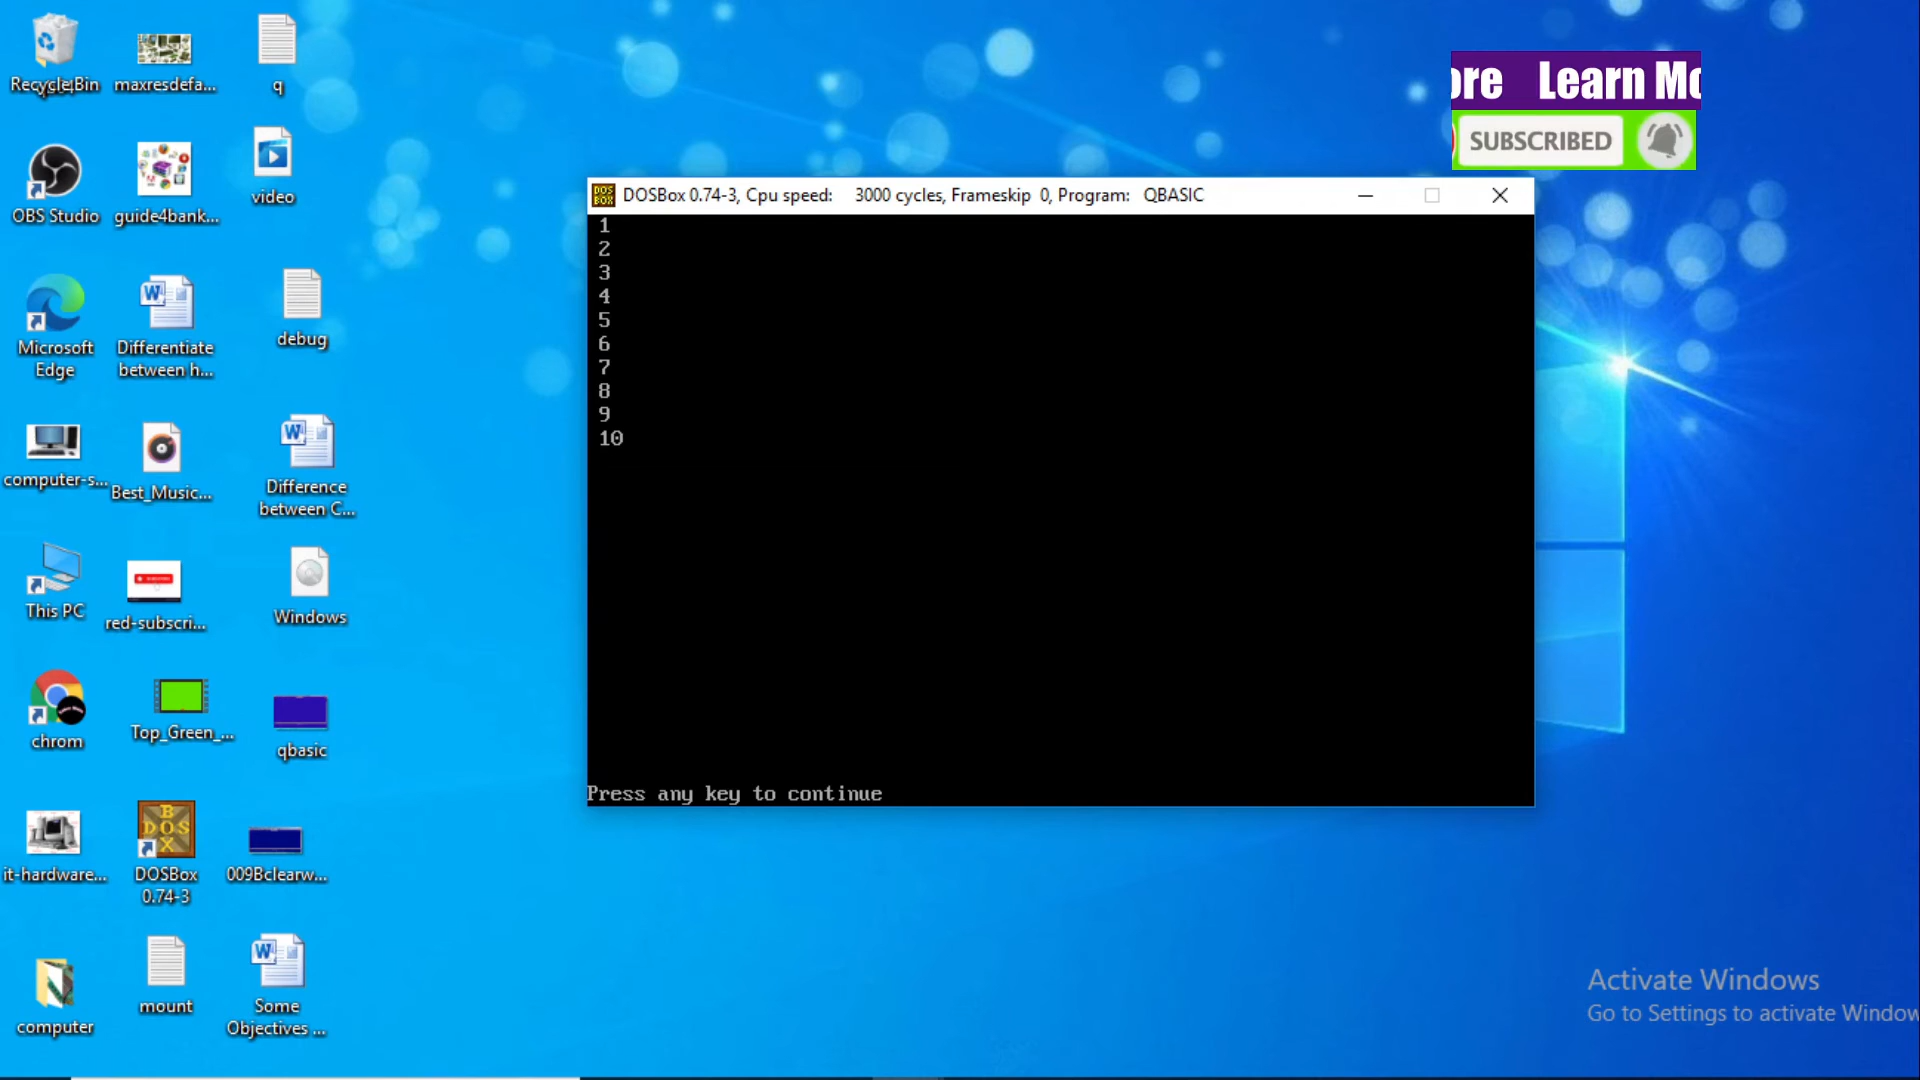 Recycle Bin
maxresdefa...
q
OBS Studio
guide4bank...
video
Microsoft
Edge
Differentiate
between h...
debug
computer-s...
Best_Music...
Difference
between C...
This PC
red-subscri...
Windows
chrom
Top_Green_...
qbasic
it-hardware...
DOSBox
0.74-3
009Bclearw...
computer
mount
Some
Objectives ...
ore Learn Mo
SUBSCRIBED
DOSBox 0.74-3, Cpu speed: 3000 cycles, Frameskip 0, Program: QBASIC
1
2
3
4
5
6
7
8
9
10
Press any key to continue
Activate Windows
Go to Settings to activate Window